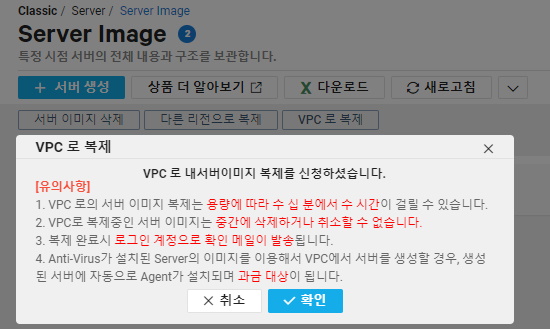 Classic / Server / Server Image
Server Image 2
특정 시점 서버의 전체 내용과 구조를 보관합니다.
+ 서버 생성 상품 더 알아보기 다운로드 새로고침
서버 이미지 삭제 다른 리전으로 복제 VPC 로 복제
VPC 로 복제
VPC 로 내서버이미지 복제를 신청하셨습니다.
[유의사항]
1. VPC 로의 서버 이미지 복제는 용량에 따라 수 십 분에서 수 시간이 걸릴 수 있습니다.
2. VPC로 복제중인 서버 이미지는 중간에 삭제하거나 취소할 수 없습니다.
3. 복제 완료시 로그인 계정으로 확인 메일이 발송됩니다.
4. Anti-Virus가 설치된 Server의 이미지를 이용해서 VPC에서 서버를 생성할 경우, 생성
된 서버에 자동으로 Agent가 설치되며 과금 대상이 됩니다.
취소 확인